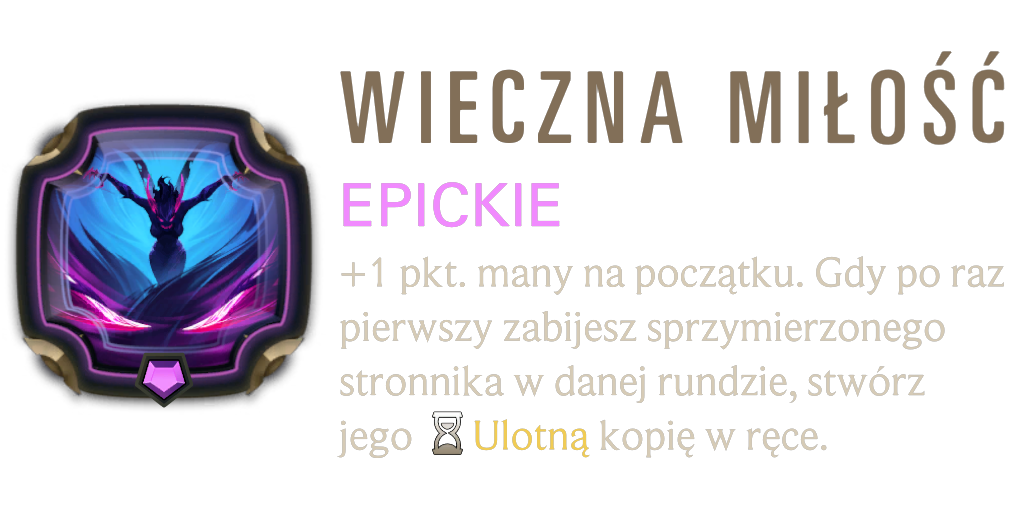 WIECZNA MIŁOŚĆ
EPICKIE
+1 pkt. many na początku. Gdy po raz
pierwszy zabijesz sprzymierzonego
stronnika w danej rundzie, stwórz
jego Ulotną kopię w ręce.